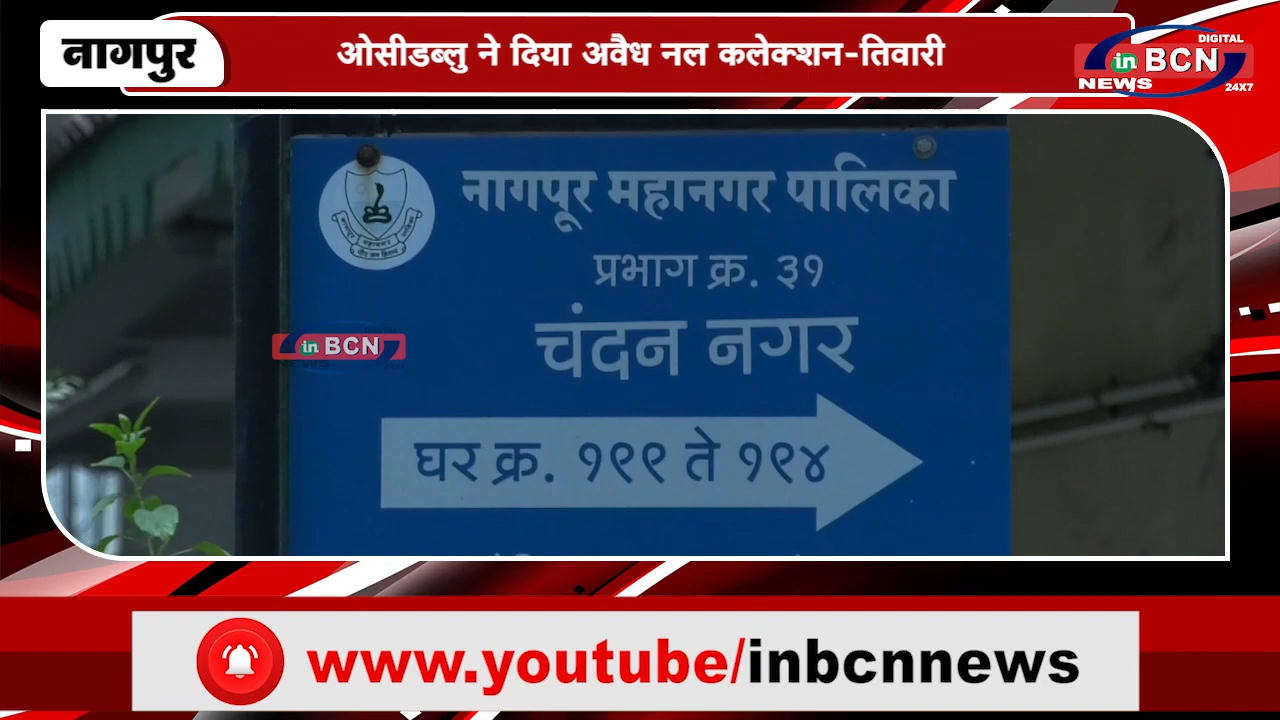 नागपुर
ओसीडब्लु ने दिया अवैध नल कलेक्शन-तिवारी
DIGITAL
in BCN
NEWS
24X7
नागपूर महानगर पालिका
प्रभाग क्र. ३१
चंदन नगर
in BCN
घर क्र. १९९ ते १९४
www.youtube/inbcnnews